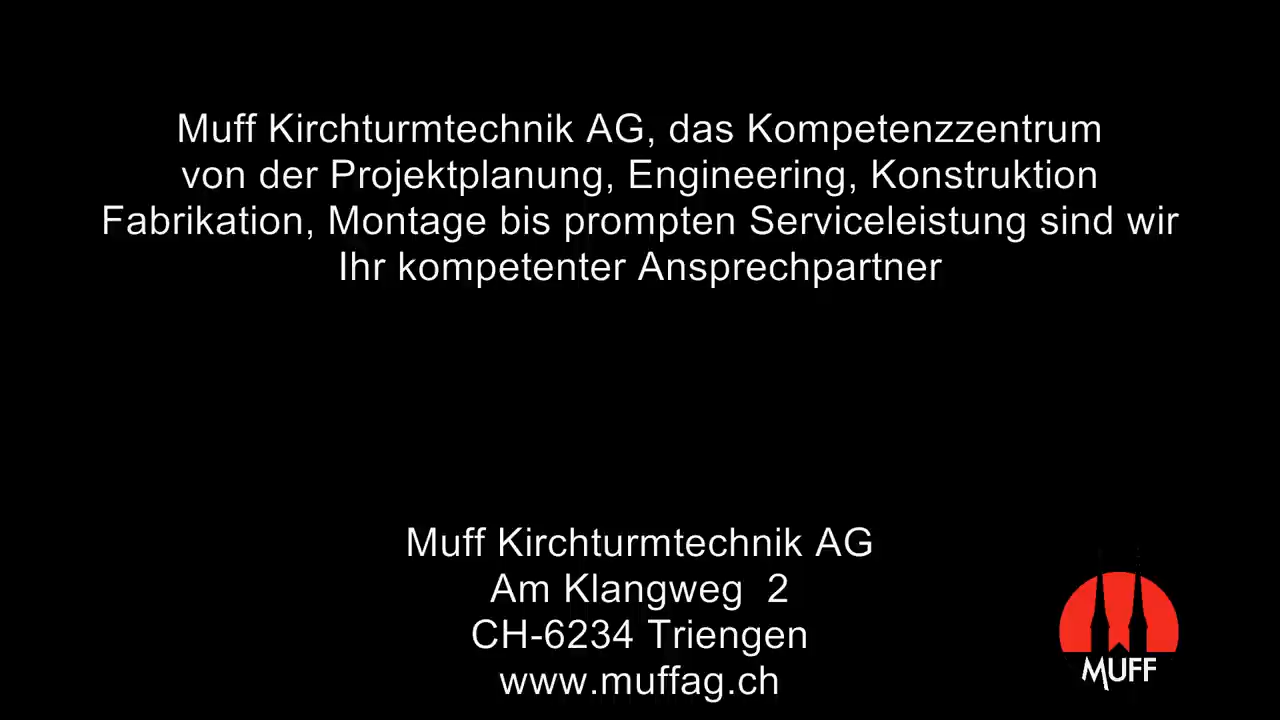 Muff Kirchturmtechnik AG, das Kompetenzzentrum
von der Projektplanung, Engineering, Konstruktion
Fabrikation, Montage bis prompten Serviceleistung sind wir
Ihr kompetenter Ansprechpartner
Muff Kirchturmtechnik AG
Am Klangweg  2
CH-6234 Triengen
www.muffag.ch
MUFF